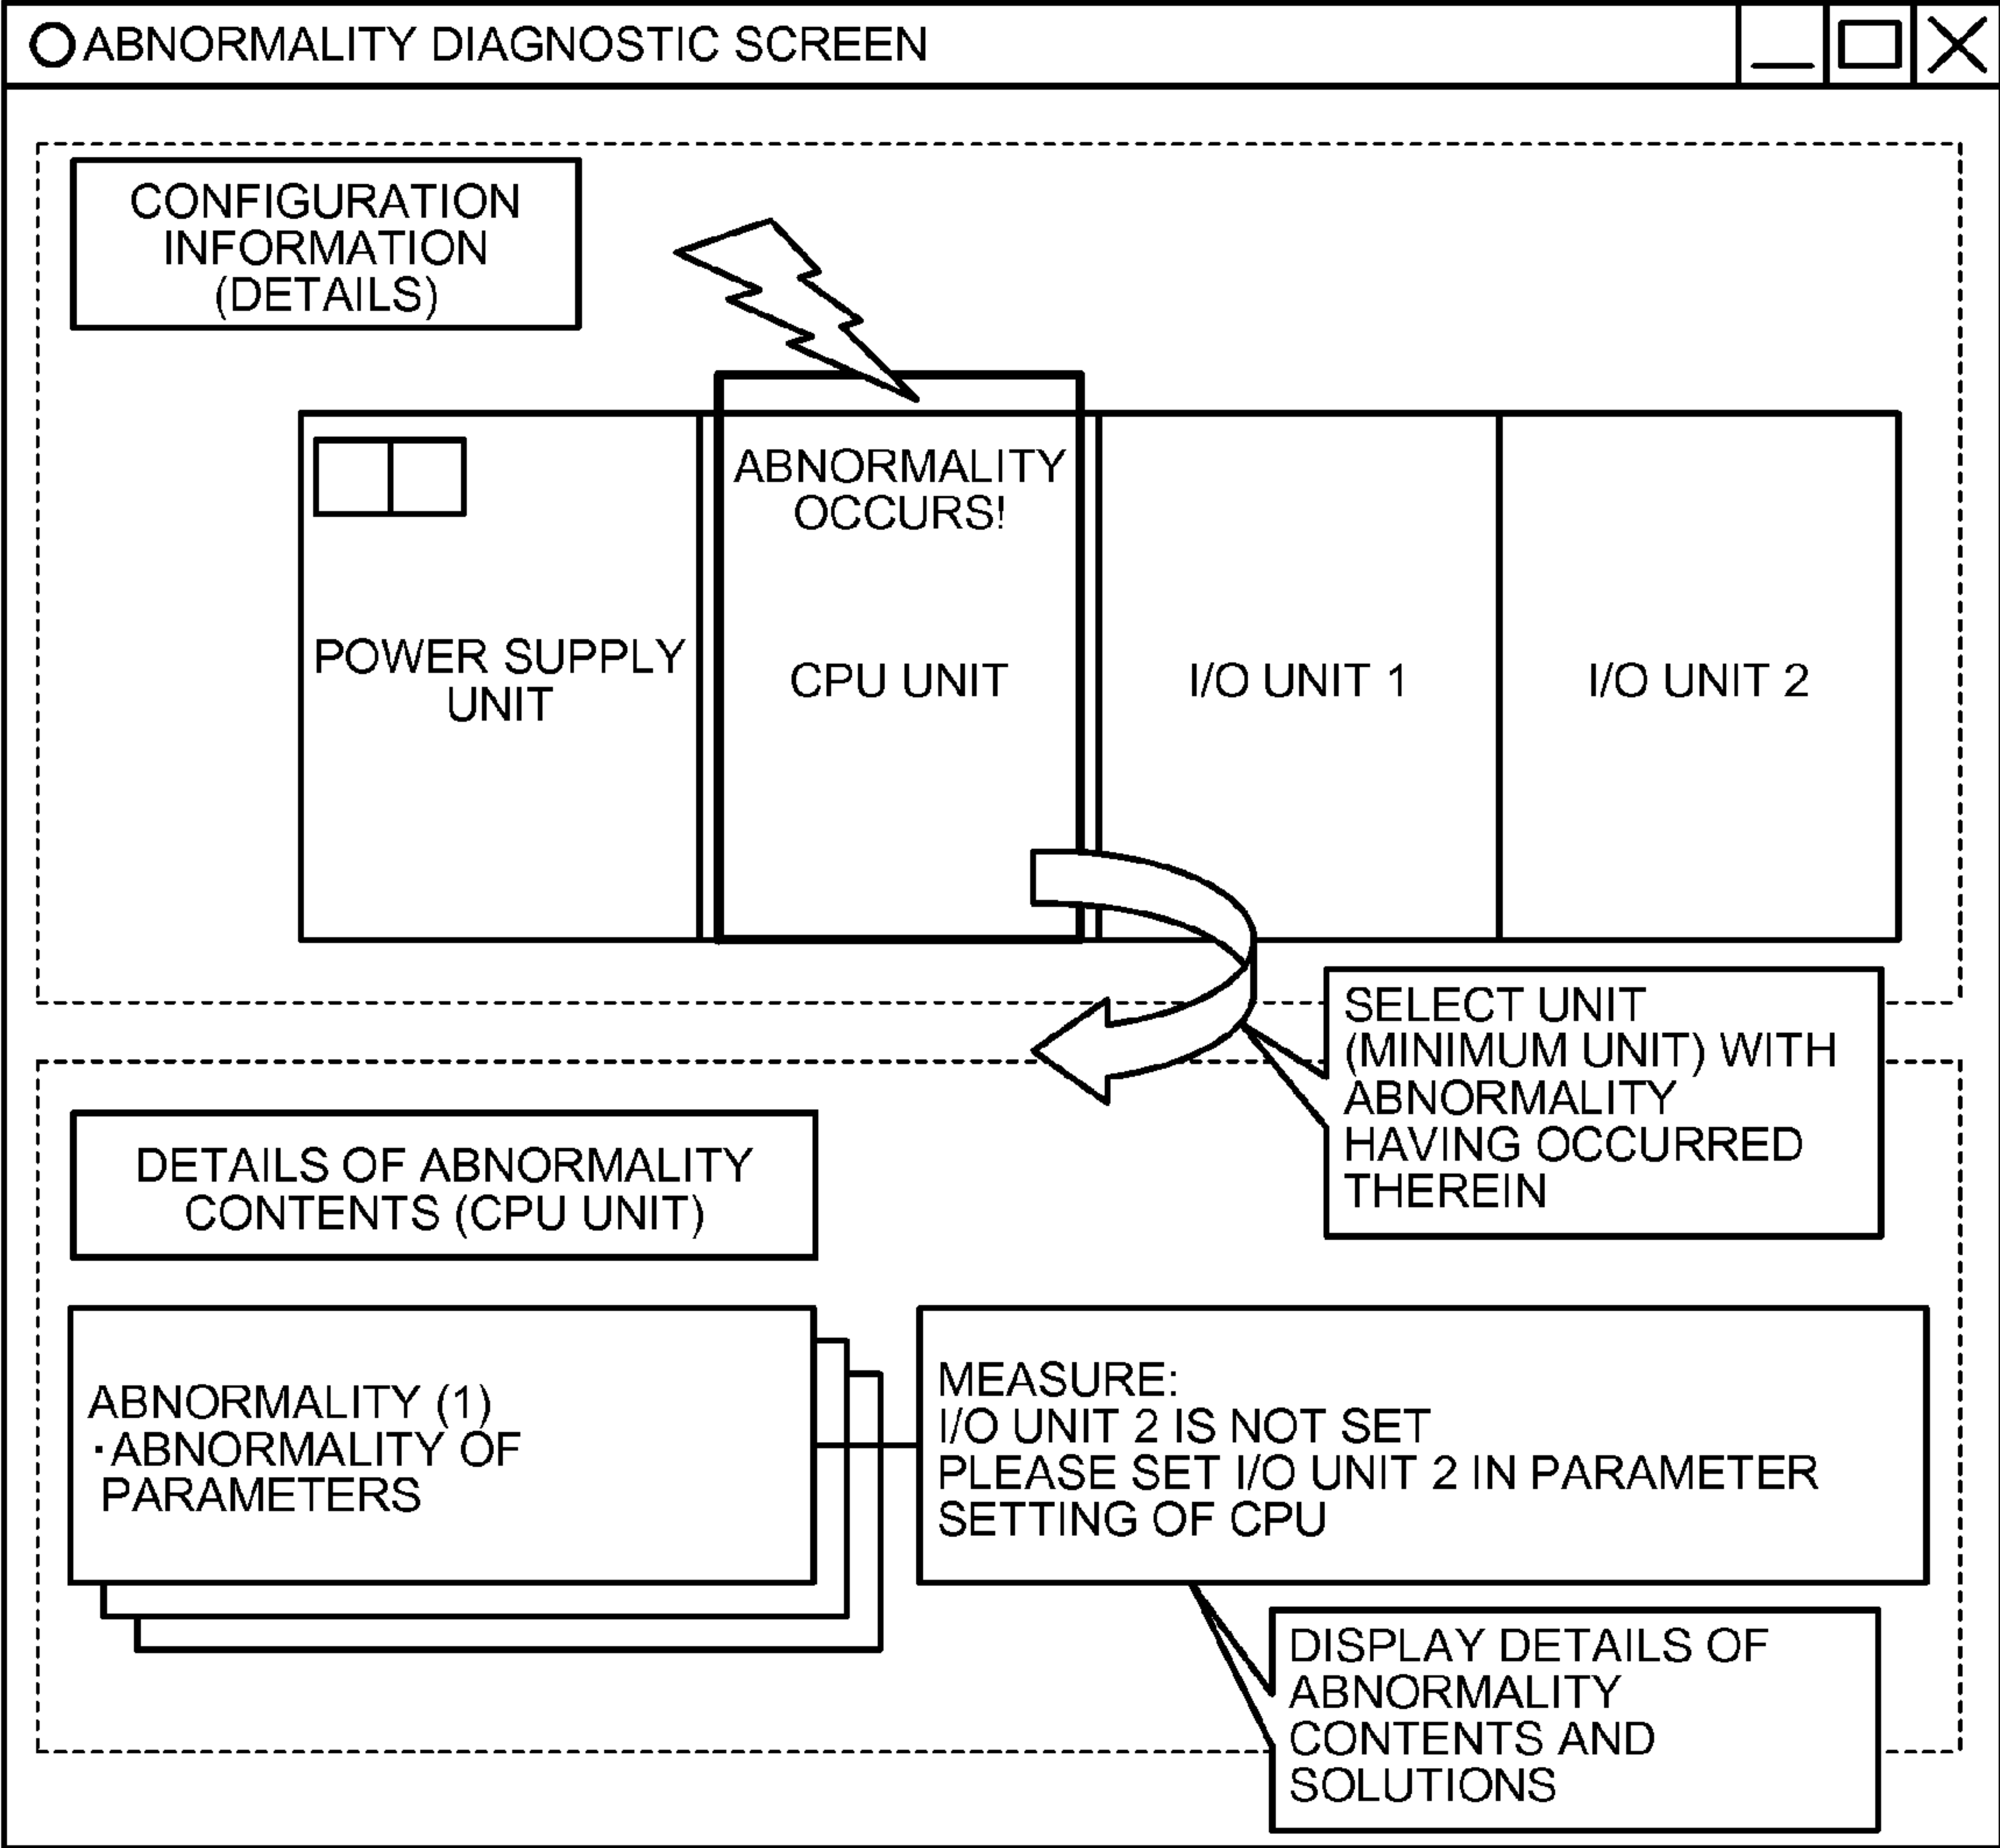 ABNORMALITY DIAGNOSTIC SCREEN
CONFIGURATION
INFORMATION
(DETAILS)
ABNORMALITY
OCCURS!
POWER SUPPLY
UNIT
CPU UNIT
I/O UNIT 1
I/O UNIT 2
SELECT UNIT
(MINIMUM UNIT) WITH
ABNORMALITY
HAVING OCCURRED
THEREIN
DETAILS OF ABNORMALITY
CONTENTS (CPU UNIT)
ABNORMALITY (1)
・ABNORMALITY OF
PARAMETERS
MEASURE:
I/O UNIT 2 IS NOT SET
PLEASE SET I/O UNIT 2 IN PARAMETER
SETTING OF CPU
DISPLAY DETAILS OF
ABNORMALITY
CONTENTS AND
SOLUTIONS